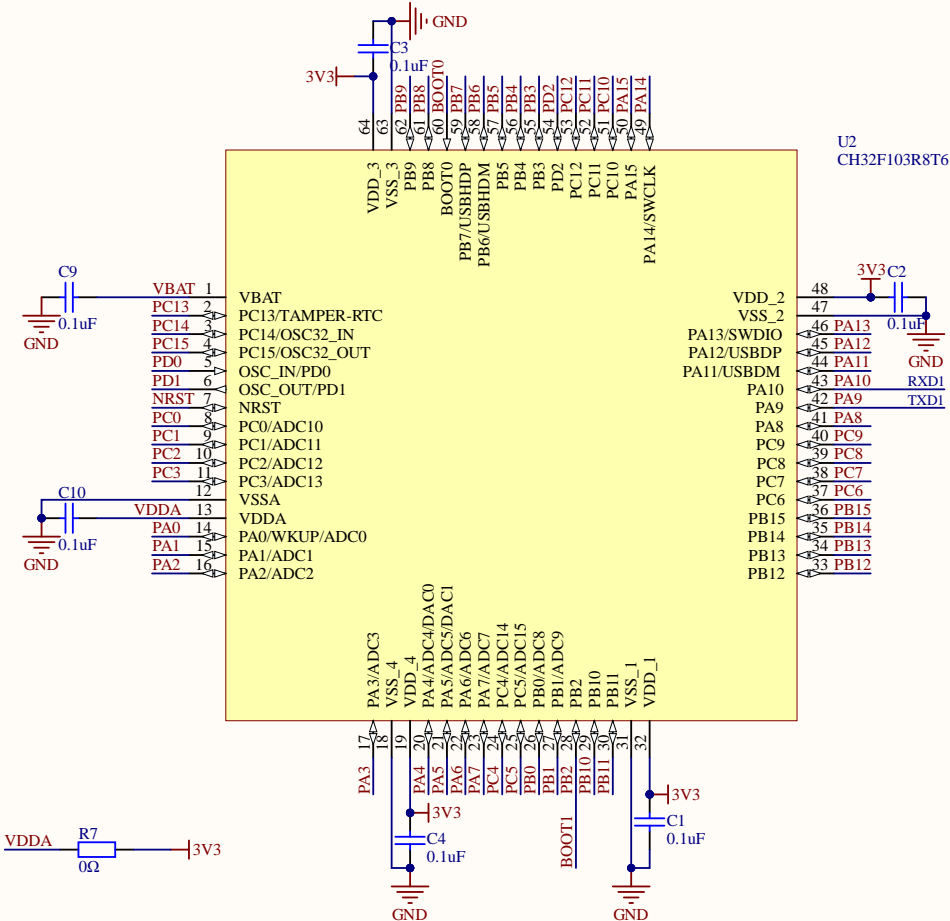 GND
C3
0.1uF
3V3
PB9
PB8
BOOT0
PB7
PB6
PB5
PB4
PB3
PD2
PC12
PC11
PC10
PA15
PA14
64
63
62
61
60
59
58
57
56
55
54
53
52
51
50
49
U2
CH32F103R8T6
VDD_3
VSS_3
PB9
PB8
BOOT0
PB7/USBHDP
PB6/USBHDM
PB5
PB4
PB3
PD2
PC12
PC11
PC10
PA15
PA14/SWCLK
C9
0.1uF
GND
VBAT 1 VBAT
PC13 2 PC13/TAMPER-RTC
PC14 3 PC14/OSC32_IN
PC15 4 PC15/OSC32_OUT
PD0 5 OSC_IN/PD0
PD1 6 OSC_OUT/PD1
NRST 7 NRST
PC0 8 PC0/ADC10
PC1 9 PC1/ADC11
PC2 10 PC2/ADC12
PC3 11 PC3/ADC13
12 VSSA
VDDA 13 VDDA
PA0 14 PA0/WKUP/ADC0
PA1 15 PA1/ADC1
PA2 16 PA2/ADC2
C10
0.1uF
GND
3V3
C2
0.1uF
GND
VDD_2 48
VSS_2 47
PA13/SWDIO 46 PA13
PA12/USBDP 45 PA12
PA11/USBDM 44 PA11
PA10 43 PA10 RXD1
PA9 42 PA9 TXD1
PA8 41 PA8
PC9 40 PC9
PC8 39 PC8
PC7 38 PC7
PC6 37 PC6
PB15 36 PB15
PB14 35 PB14
PB13 34 PB13
PB12 33 PB12
PA3/ADC3
VSS_4
VDD_4
PA4/ADC4/DAC0
PA5/ADC5/DAC1
PA6/ADC6
PA7/ADC7
PC4/ADC14
PC5/ADC15
PB0/ADC8
PB1/ADC9
PB2
PB10
PB11
VSS_1
VDD_1
17
18
19
20
21
22
23
24
25
26
27
28
29
30
31
32
PA3
PA4
PA5
PA6
PA7
PC4
PC5
PB0
PB1
PB2
PB10
PB11
BOOT1
3V3
C4
0.1uF
GND
3V3
C1
0.1uF
GND
VDDA
R7
0Ω
3V3